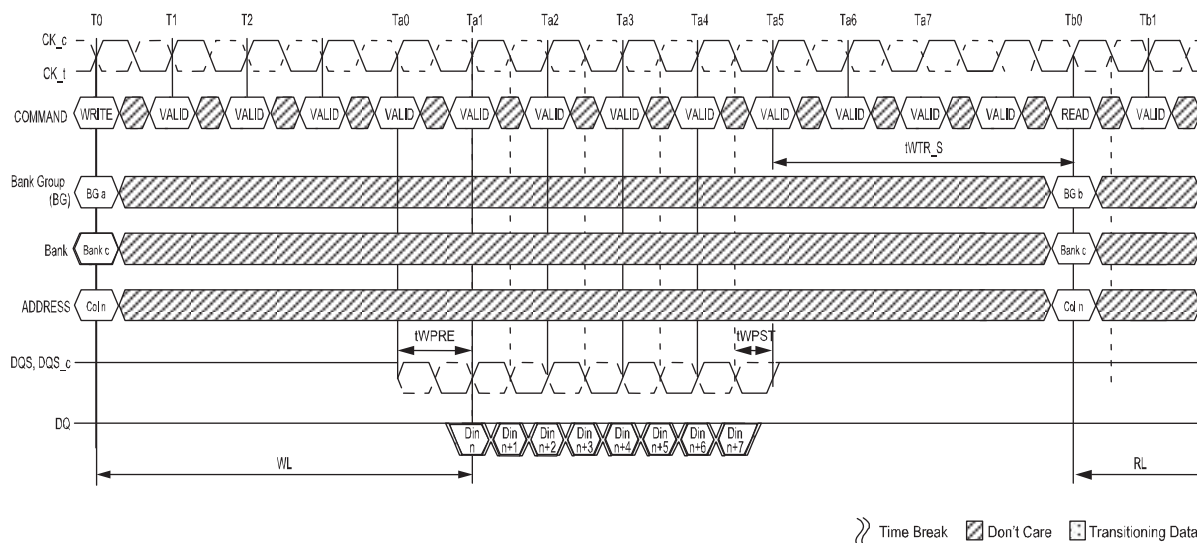 T0 T1 T2 Ta0 Ta1 Ta2 Ta3 Ta4 Ta5 Ta6 Ta7 Tb0 Tb1
CK_c
CK_t
COMMAND WRITE VALID VALID VALID VALID VALID VALID VALID VALID VALID VALID VALID VALID READ VALID
tWTR_S
Bank Group
(BG) BG a BG b
Bank Bank c Bank c
ADDRESS Col n Col n
tWPRE tWPST
DQS, DQS_c
DQ Din n Din n+1 Din n+2 Din n+3 Din n+4 Din n+5 Din n+6 Din n+7
WL RL
Time Break Don't Care Transitioning Data